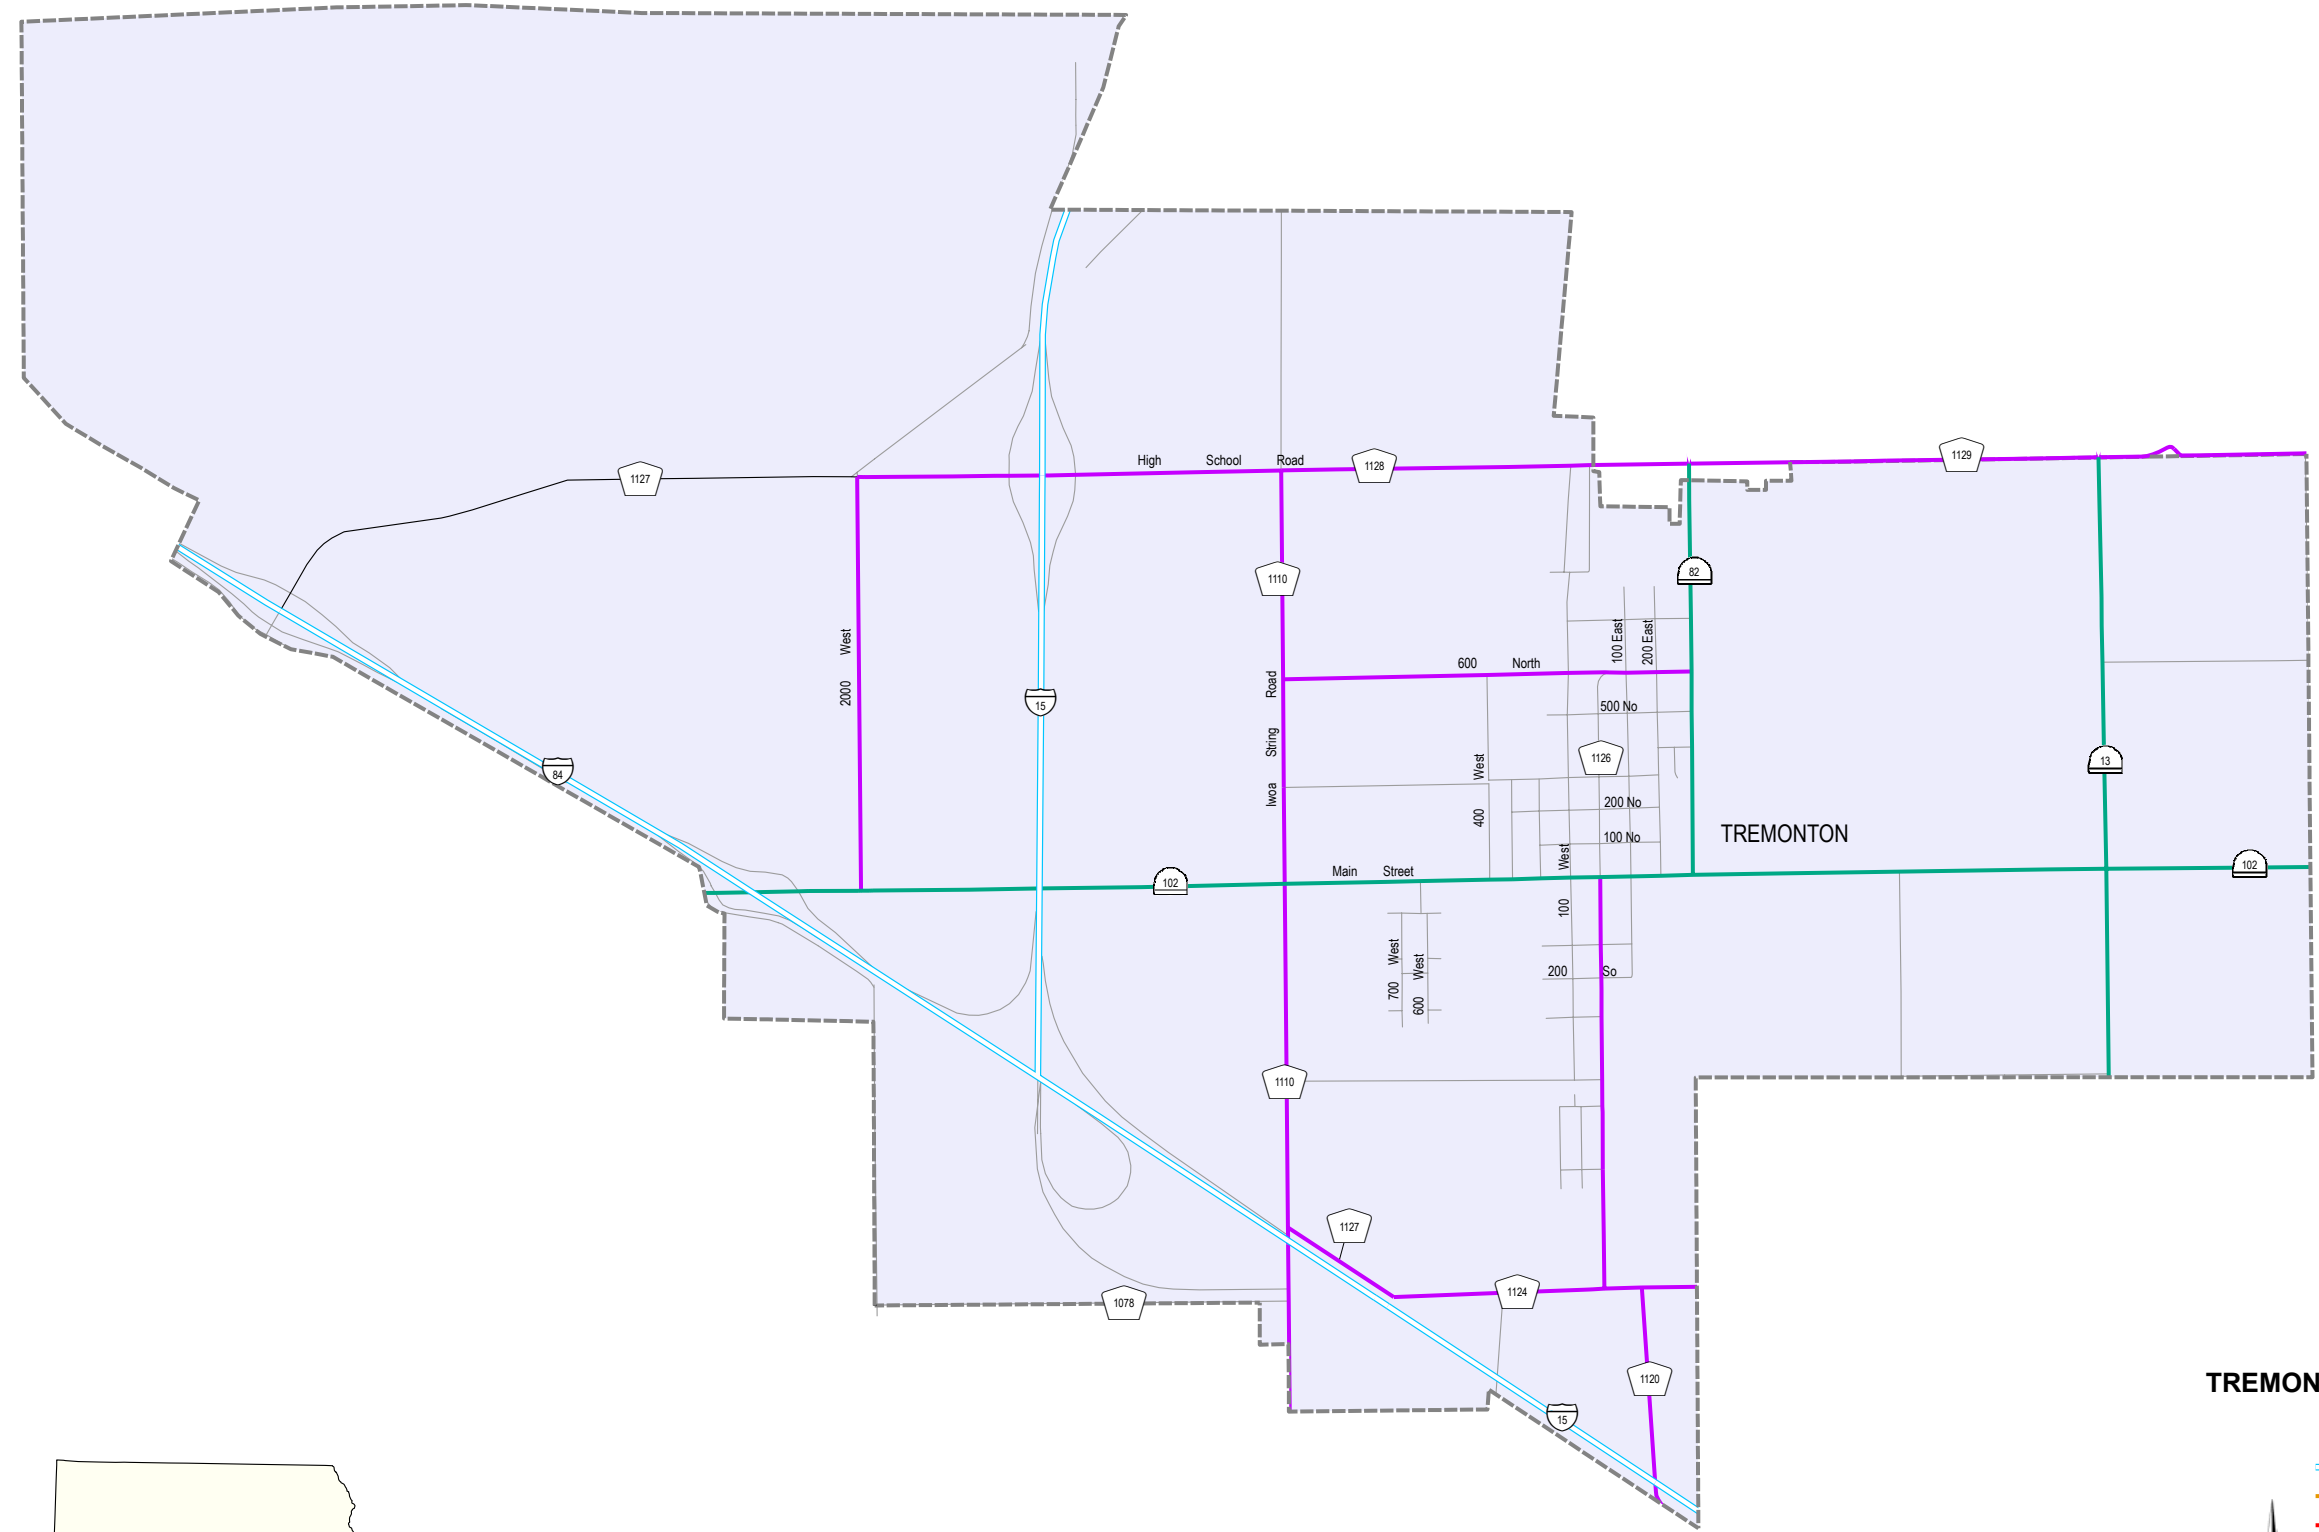 1129
High School Road
1128
1127
1110
82
100 East
200 East
2000 West
600 North
15
Iwoa String Road
500 No
1126
13
84
400 West
200 No
100 No
TREMONTON
Main Street
102
102
100 West
700 West
600 West
200 So
1110
1127
1124
1078
1120
TREMON
15